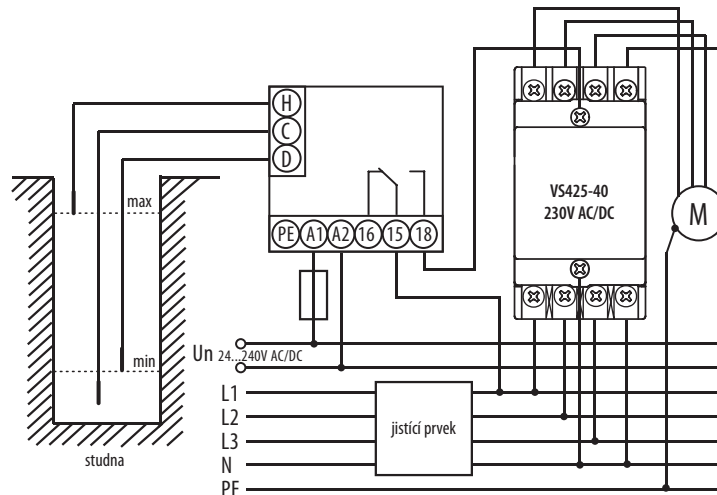 H
C
D
max
min
studna
PE A1 A2 16 15 18
VS425-40
230V AC/DC
M
Un 24...240V AC/DC
L1
L2
L3
N
PE
jistící prvek